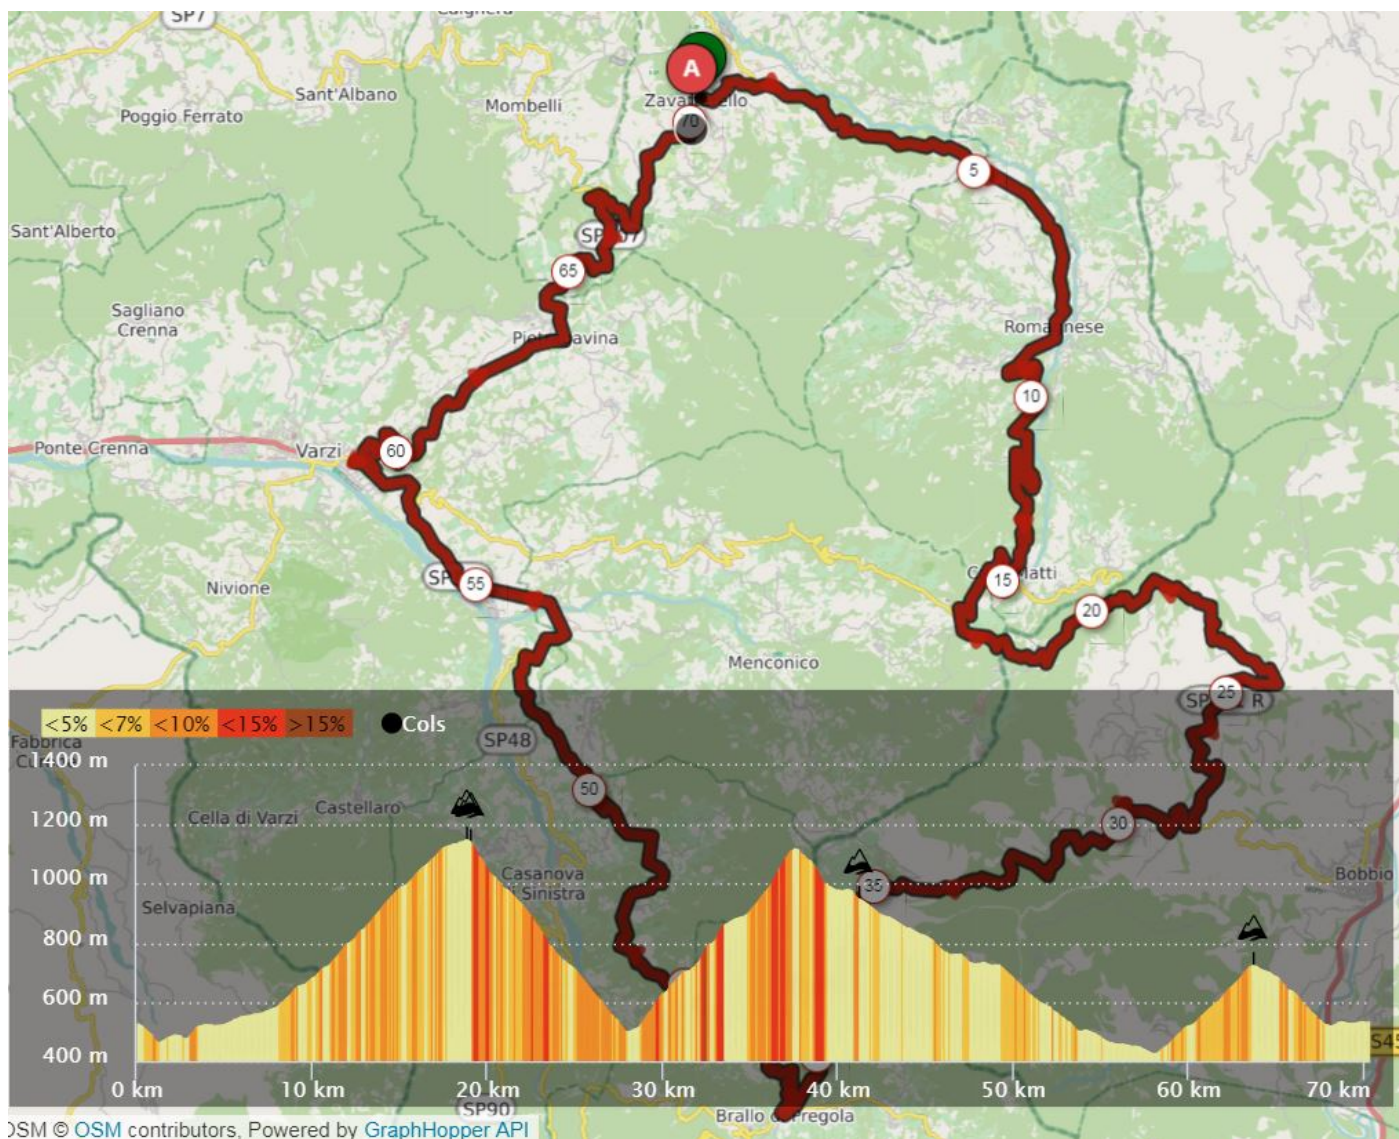 SP7
Calghera
Sant'Albano
Mombelli
Poggio Ferrato
A
70
5
Sant'Alberto
65
Sagliano
Crenna
10
Ponte Crenna
Varzi
60
15
55
Nivione
20
Menconico
25
<5% <7% <10% <15% >15% Cols
Fabbrica
SP48
1400 m
50
1200 m
Cella di Varzi
Castellaro
30
Casanova
Sinistra
1000 m
35
Bobbio
Selvapiana
800 m
600 m
400 m
0 km 10 km 20 km 30 km 40 km 50 km 60 km 70 km
SP90
OSM © OSM contributors, Powered by GraphHopper API